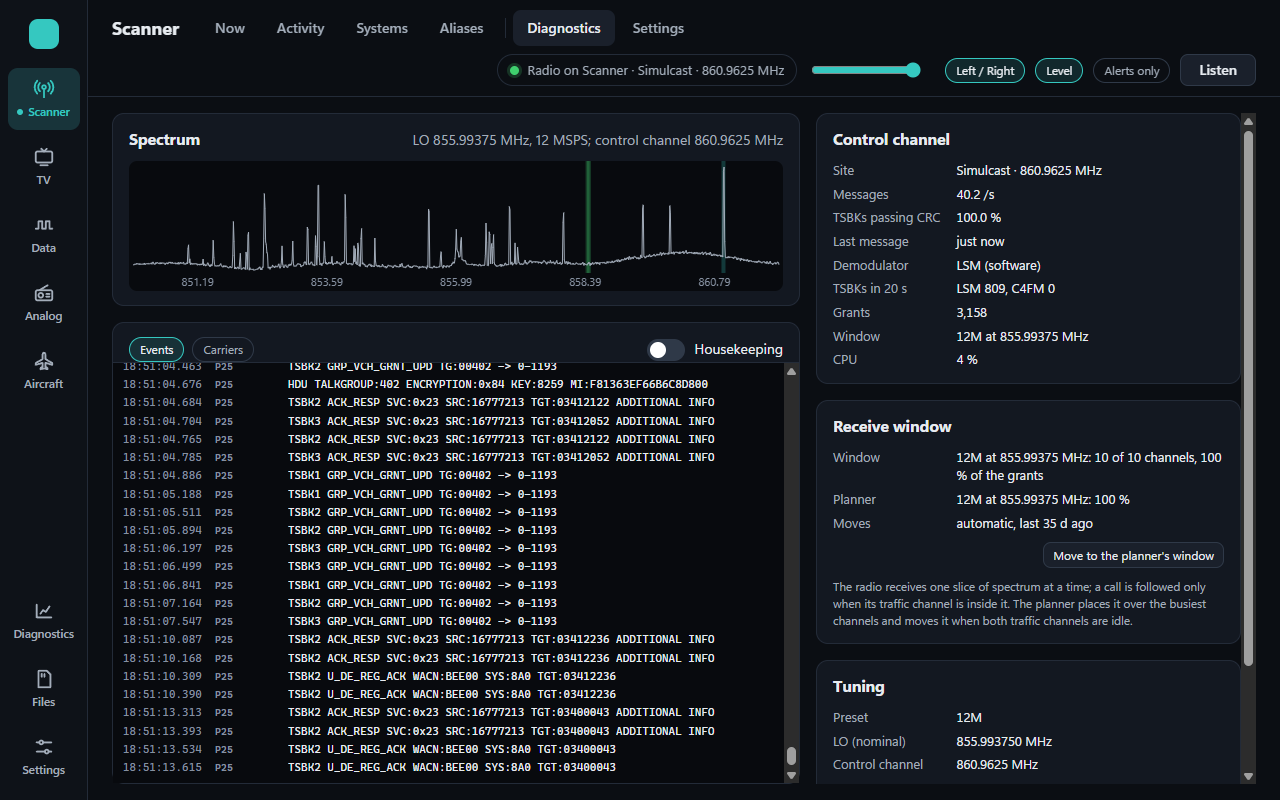 Scanner
TV
Data
Analog
Aircraft
Diagnostics
Files
Settings
Scanner
Now
Activity
Systems
Aliases
Diagnostics
Settings
Radio on Scanner · Simulcast · 860.9625 MHz
Left / Right
Level
Alerts only
Listen
Spectrum
LO 855.99375 MHz, 12 MSPS; control channel 860.9625 MHz
851.19 853.59 855.99 858.39 860.79
Events
Carriers
Housekeeping
18:51:04.463 P25 TSBK2 GRP_VCH_GRNT_UPD TG:00402 -> 0-1193
18:51:04.676 P25 HDU TALKGROUP:402 ENCRYPTION:0x84 KEY:8259 MI:F81363EF66B6C8D800
18:51:04.684 P25 TSBK2 ACK_RESP SVC:0x23 SRC:16777213 TGT:03412122 ADDITIONAL INFO
18:51:04.704 P25 TSBK3 ACK_RESP SVC:0x23 SRC:16777213 TGT:03412052 ADDITIONAL INFO
18:51:04.765 P25 TSBK2 ACK_RESP SVC:0x23 SRC:16777213 TGT:03412122 ADDITIONAL INFO
18:51:04.785 P25 TSBK3 ACK_RESP SVC:0x23 SRC:16777213 TGT:03412052 ADDITIONAL INFO
18:51:04.886 P25 TSBK1 GRP_VCH_GRNT_UPD TG:00402 -> 0-1193
18:51:05.188 P25 TSBK1 GRP_VCH_GRNT_UPD TG:00402 -> 0-1193
18:51:05.511 P25 TSBK2 GRP_VCH_GRNT_UPD TG:00402 -> 0-1193
18:51:05.894 P25 TSBK2 GRP_VCH_GRNT_UPD TG:00402 -> 0-1193
18:51:06.197 P25 TSBK3 GRP_VCH_GRNT_UPD TG:00402 -> 0-1193
18:51:06.499 P25 TSBK3 GRP_VCH_GRNT_UPD TG:00402 -> 0-1193
18:51:06.841 P25 TSBK1 GRP_VCH_GRNT_UPD TG:00402 -> 0-1193
18:51:07.164 P25 TSBK2 GRP_VCH_GRNT_UPD TG:00402 -> 0-1193
18:51:07.547 P25 TSBK3 GRP_VCH_GRNT_UPD TG:00402 -> 0-1193
18:51:10.087 P25 TSBK2 ACK_RESP SVC:0x23 SRC:16777213 TGT:03412236 ADDITIONAL INFO
18:51:10.168 P25 TSBK2 ACK_RESP SVC:0x23 SRC:16777213 TGT:03412236 ADDITIONAL INFO
18:51:10.309 P25 TSBK2 U_DE_REG_ACK WACN:BEE00 SYS:8A0 TGT:03412236
18:51:10.390 P25 TSBK2 U_DE_REG_ACK WACN:BEE00 SYS:8A0 TGT:03412236
18:51:13.313 P25 TSBK2 ACK_RESP SVC:0x23 SRC:16777213 TGT:03400043 ADDITIONAL INFO
18:51:13.393 P25 TSBK2 ACK_RESP SVC:0x23 SRC:16777213 TGT:03400043 ADDITIONAL INFO
18:51:13.534 P25 TSBK2 U_DE_REG_ACK WACN:BEE00 SYS:8A0 TGT:03400043
18:51:13.615 P25 TSBK2 U_DE_REG_ACK WACN:BEE00 SYS:8A0 TGT:03400043
Control channel
Site Simulcast · 860.9625 MHz
Messages 40.2 /s
TSBKs passing CRC 100.0 %
Last message just now
Demodulator LSM (software)
TSBKs in 20 s LSM 809, C4FM 0
Grants 3,158
Window 12M at 855.99375 MHz
CPU 4 %
Receive window
Window 12M at 855.99375 MHz: 10 of 10 channels, 100
% of the grants
Planner 12M at 855.99375 MHz: 100 %
Moves automatic, last 35 d ago
Move to the planner's window
The radio receives one slice of spectrum at a time; a call is followed only
when its traffic channel is inside it. The planner places it over the busiest
channels and moves it when both traffic channels are idle.
Tuning
Preset 12M
LO (nominal) 855.993750 MHz
Control channel 860.9625 MHz